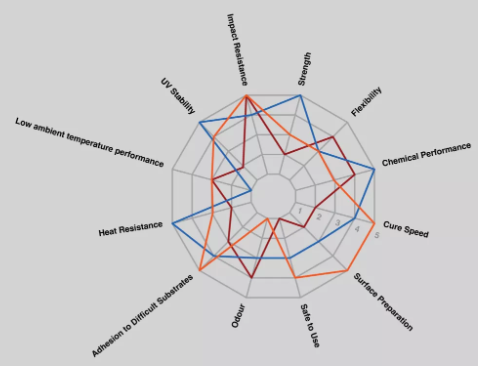 Impact Resistance
Strength
Flexibility
Chemical Performance
Cure Speed
Surface Preparation
Safe to Use
Odour
Adhesion to Difficult Substrates
Heat Resistance
Low ambient temperature performance
UV Stability
1
2
3
4
5